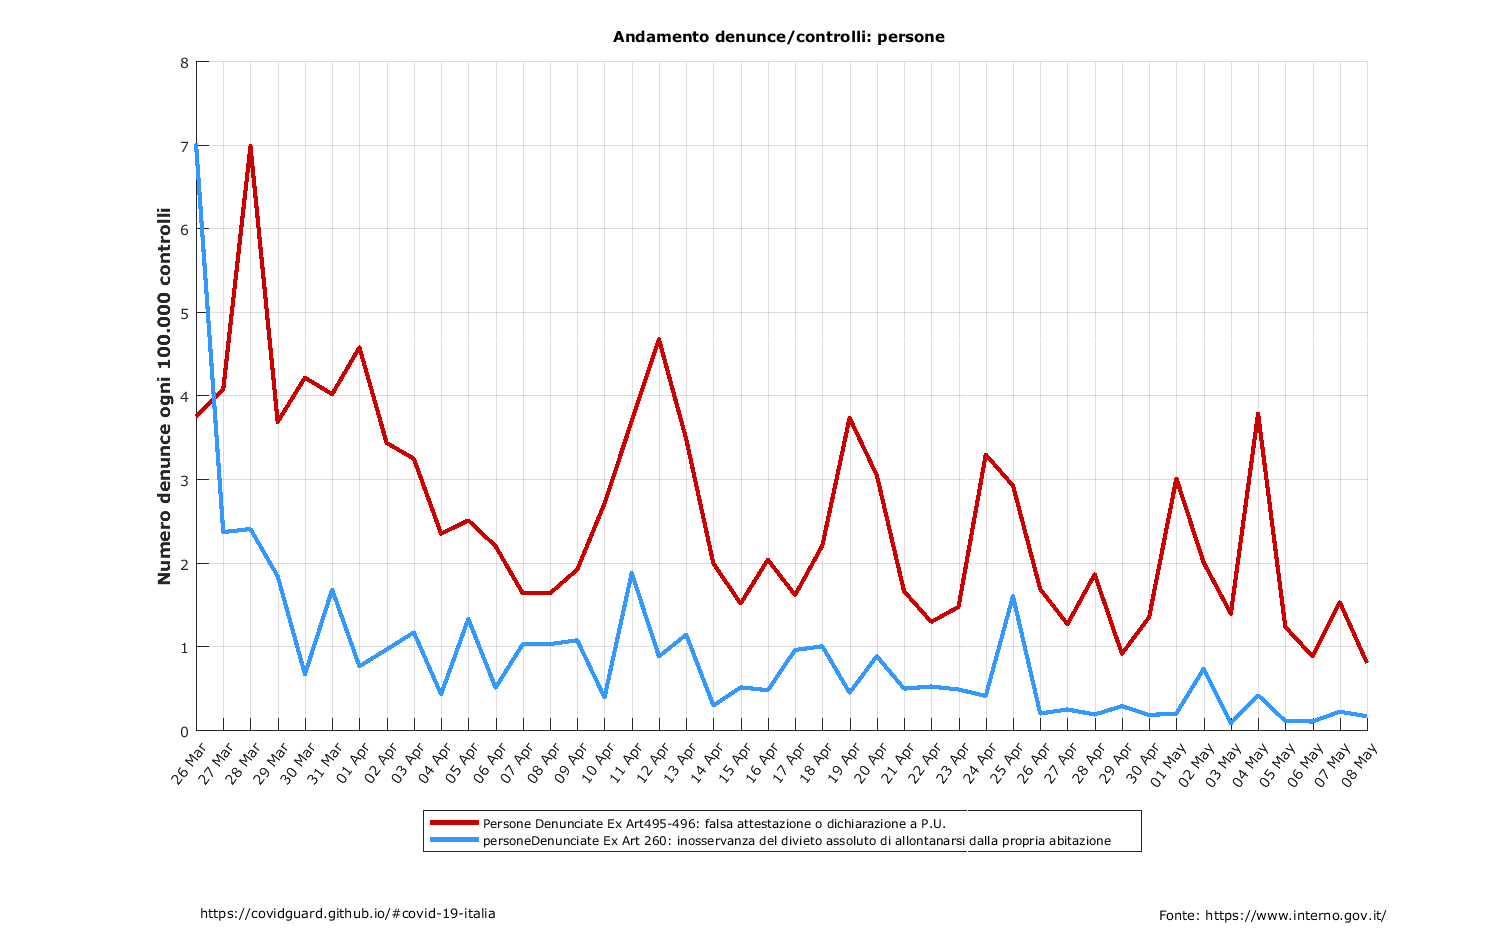 Andamento denunce/controlli: persone
Numero denunce ogni 100.000 controlli
8
7
6
5
4
3
2
1
0
26 Mar
27 Mar
28 Mar
29 Mar
30 Mar
31 Mar
01 Apr
02 Apr
03 Apr
04 Apr
05 Apr
06 Apr
07 Apr
08 Apr
09 Apr
10 Apr
11 Apr
12 Apr
13 Apr
14 Apr
15 Apr
16 Apr
17 Apr
18 Apr
19 Apr
20 Apr
21 Apr
22 Apr
23 Apr
24 Apr
25 Apr
26 Apr
27 Apr
28 Apr
29 Apr
30 Apr
01 May
02 May
03 May
04 May
05 May
06 May
07 May
08 May
Persone Denunciate Ex Art495-496: falsa attestazione o dichiarazione a P.U.
personeDenunciate Ex Art 260: inosservanza del divieto assoluto di allontanarsi dalla propria abitazione
https://covidguard.github.io/#covid-19-italia
Fonte: https://www.interno.gov.it/